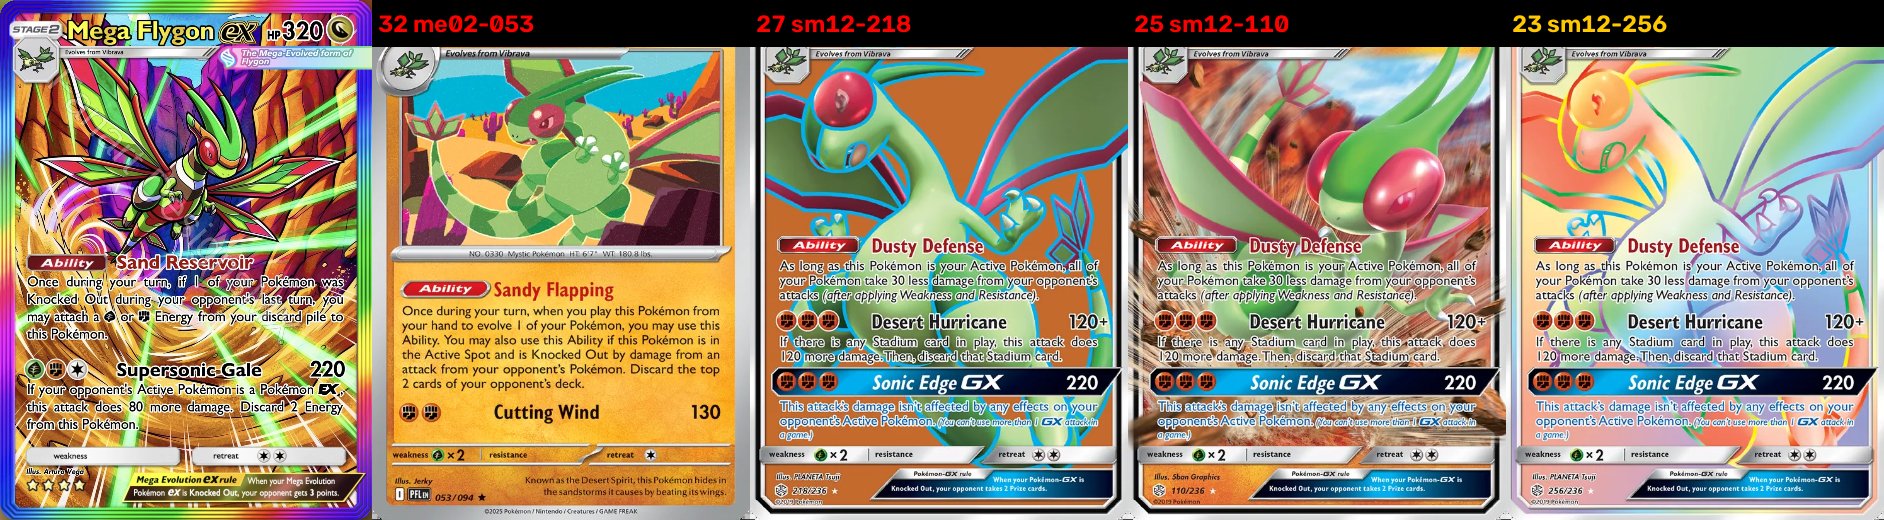 STAGE2 Mega Flygon ex HP320
Evolves from Vibrava
The Mega-Evolved form of
Flygon
Ability Sand Reservoir
Once during your turn, if 1 of your Pokémon was
Knocked Out during your opponent's last turn, you
may attach a or Energy from your discard pile to
this Pokémon.
Supersonic Gale 220
If your opponent's Active Pokémon is a Pokémon EX,
this attack does 80 more damage. Discard 2 Energy
from this Pokémon.
weakness retreat
Illus. Arturo Vega
Mega Evolution ex rule When your Mega Evolution
Pokémon ex is Knocked Out, your opponent gets 3 points.
32 me02-053
Evolves from Vibrava
NO. 0330 Mystic Pokémon HT: 6'7" WT: 180.8 lbs.
Ability Sandy Flapping
Once during your turn, when you play this Pokémon from
your hand to evolve 1 of your Pokémon, you may use this
Ability. You may also use this Ability if this Pokémon is in
the Active Spot and is Knocked Out by damage from an
attack from your opponent's Pokémon. Discard the top
2 cards of your opponent's deck.
Cutting Wind 130
weakness ×2 resistance retreat
Illus. Jerky
I PFL EN 053/094
Known as the Desert Spirit, this Pokémon hides in
the sandstorms it causes by beating its wings.
©2025 Pokémon / Nintendo / Creatures / GAME FREAK
27 sm12-218
Evolves from Vibrava
Ability Dusty Defense
As long as this Pokémon is your Active Pokémon, all of
your Pokémon take 30 less damage from your opponent's
attacks (after applying Weakness and Resistance).
Desert Hurricane 120+
If there is any Stadium card in play, this attack does
120 more damage. Then, discard that Stadium card.
Sonic Edge GX 220
This attack's damage isn't affected by any effects on your
opponent's Active Pokémon. (You can't use more than 1 GX attack in
a game.)
weakness ×2 resistance retreat
Illus. PLANETA Tsuji
218/236
©2019 Pokémon
Pokémon-GX rule
When your Pokémon-GX is
Knocked Out, your opponent takes 2 Prize cards.
25 sm12-110
Evolves from Vibrava
Ability Dusty Defense
As long as this Pokémon is your Active Pokémon, all of
your Pokémon take 30 less damage from your opponent's
attacks (after applying Weakness and Resistance).
Desert Hurricane 120+
If there is any Stadium card in play, this attack does
120 more damage. Then, discard that Stadium card.
Sonic Edge GX 220
This attack's damage isn't affected by any effects on your
opponent's Active Pokémon. (You can't use more than 1 GX attack in
a game.)
weakness ×2 resistance retreat
Illus. 5ban Graphics
110/236
©2019 Pokémon
Pokémon-GX rule
When your Pokémon-GX is
Knocked Out, your opponent takes 2 Prize cards.
23 sm12-256
Evolves from Vibrava
Ability Dusty Defense
As long as this Pokémon is your Active Pokémon, all of
your Pokémon take 30 less damage from your opponent's
attacks (after applying Weakness and Resistance).
Desert Hurricane 120+
If there is any Stadium card in play, this attack does
120 more damage. Then, discard that Stadium card.
Sonic Edge GX 220
This attack's damage isn't affected by any effects on your
opponent's Active Pokémon. (You can't use more than 1 GX attack in
a game.)
weakness ×2 resistance retreat
Illus. PLANETA Tsuji
256/236
©2019 Pokémon
Pokémon-GX rule
When your Pokémon-GX is
Knocked Out, your opponent takes 2 Prize cards.